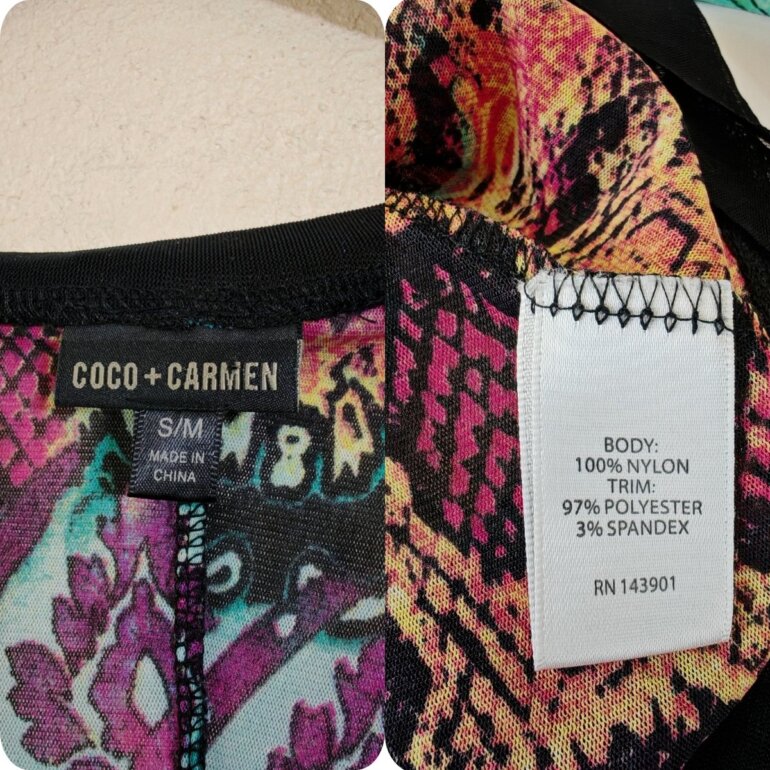 COCO + CARMEN
S/M
MADE IN
CHINA
BODY:
100% NYLON
TRIM:
97% POLYESTER
3% SPANDEX
RN 143901